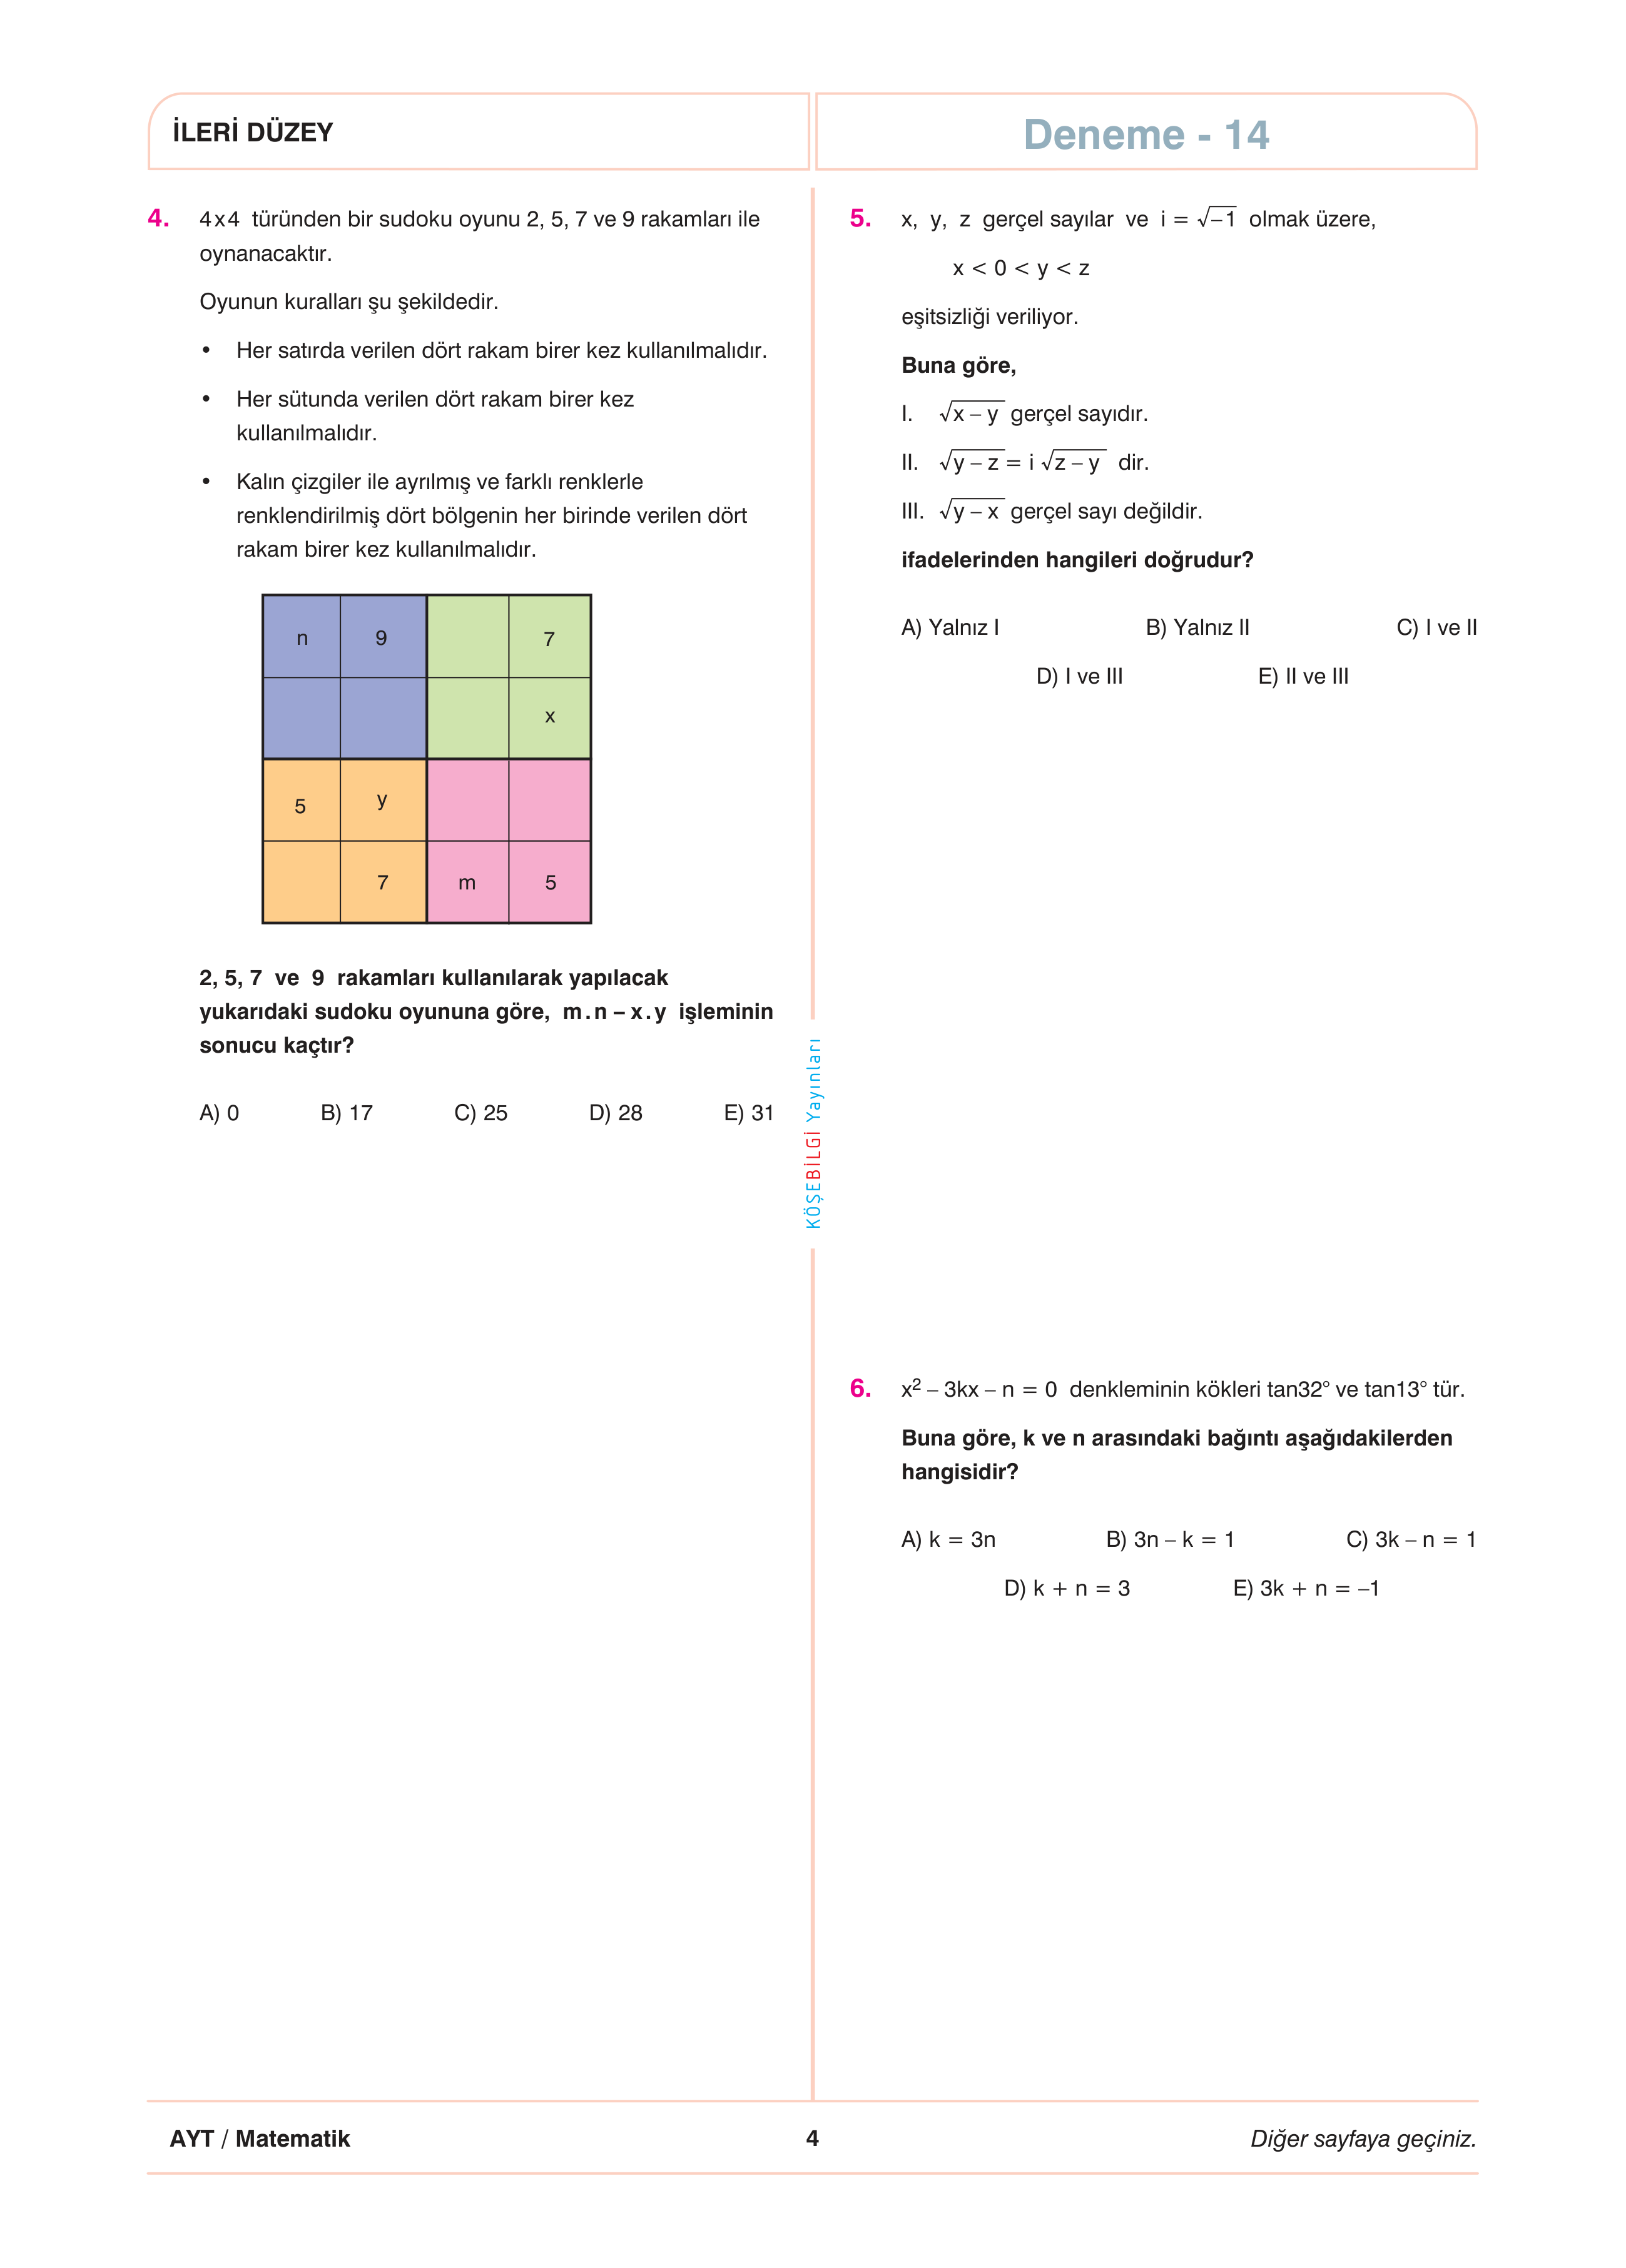 İLERİ DÜZEY
Deneme - 14
4. 4x4 türünden bir sudoku oyunu 2, 5, 7 ve 9 rakamları ile
oynanacaktır.
Oyunun kuralları şu şekildedir.
• Her satırda verilen dört rakam birer kez kullanılmalıdır.
• Her sütunda verilen dört rakam birer kez
kullanılmalıdır.
• Kalın çizgiler ile ayrılmış ve farklı renklerle
renklendirilmiş dört bölgenin her birinde verilen dört
rakam birer kez kullanılmalıdır.
n 9 7
x
5 y
7 m 5
2, 5, 7 ve 9 rakamları kullanılarak yapılacak
yukarıdaki sudoku oyununa göre, m.n – x.y işleminin
sonucu kaçtır?
A) 0 B) 17 C) 25 D) 28 E) 31
KÖŞEBİLGİ Yayınları
5. x, y, z gerçel sayılar ve i = √–1 olmak üzere,
x < 0 < y < z
eşitsizliği veriliyor.
Buna göre,
I. √x – y gerçel sayıdır.
II. √y – z = i √z – y dir.
III. √y – x gerçel sayı değildir.
ifadelerinden hangileri doğrudur?
A) Yalnız I B) Yalnız II C) I ve II
D) I ve III E) II ve III
6. x² – 3kx – n = 0 denkleminin kökleri tan32° ve tan13° tür.
Buna göre, k ve n arasındaki bağıntı aşağıdakilerden
hangisidir?
A) k = 3n B) 3n – k = 1 C) 3k – n = 1
D) k + n = 3 E) 3k + n = –1
AYT / Matematik
4
Diğer sayfaya geçiniz.